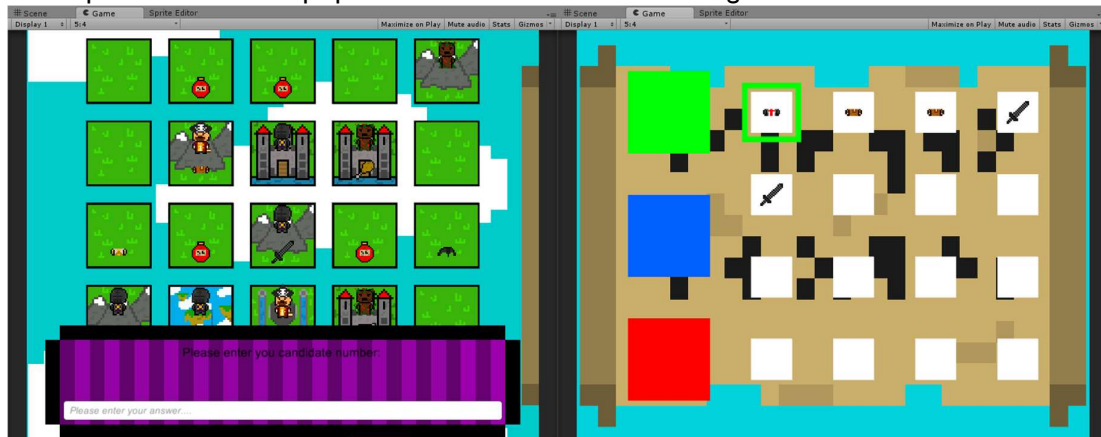 Scene Game Sprite Editor
Display 1 5:4 Maximize on Play Mute audio Stats Gizmos
Please enter you candidate number:
Please enter your answer....
Scene Game Sprite Editor
Display 1 5:4 Maximize on Play Mute audio Stats Gizmos